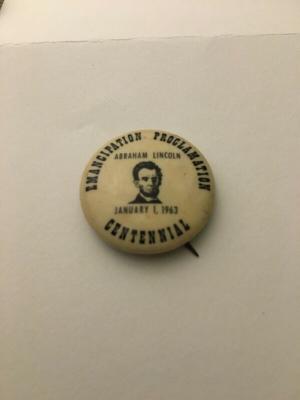 EMANCIPATION PROCLAMATION
ABRAHAM LINCOLN
JANUARY 1, 1963
CENTENNIAL